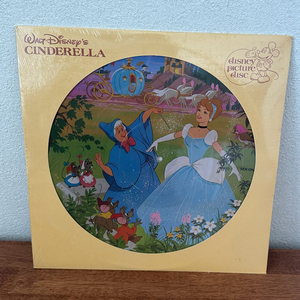 Walt Disney's
CINDERELLA
disney
picture
disc